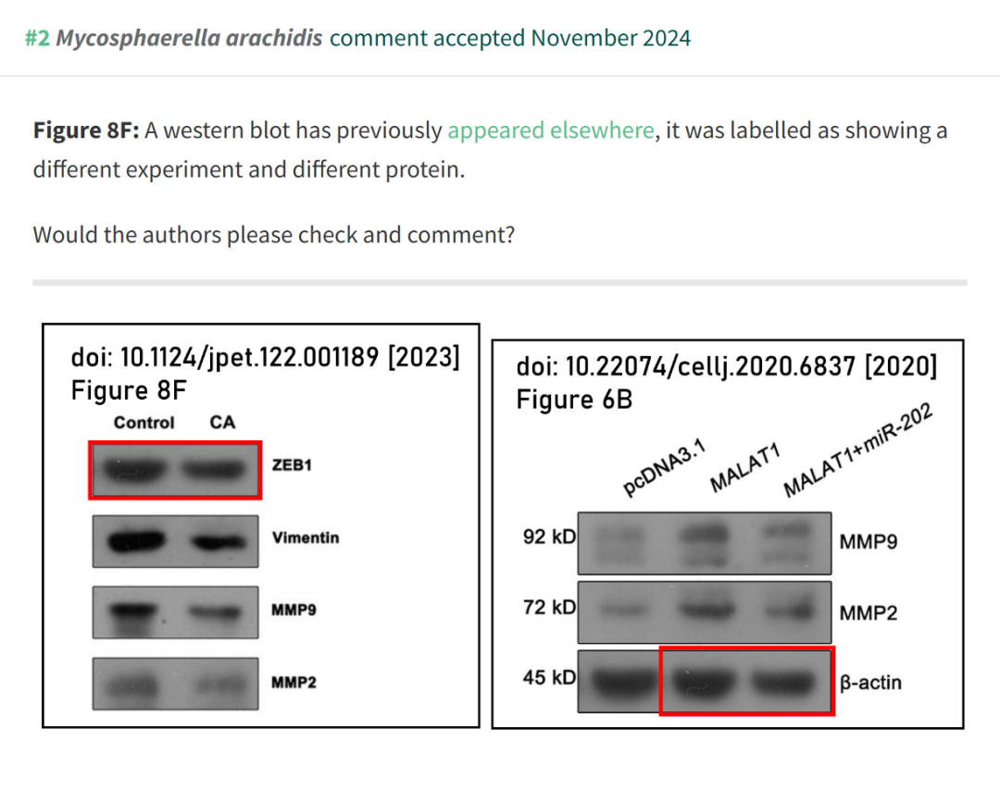 #2 Mycosphaerella arachidis comment accepted November 2024
Figure 8F: A western blot has previously appeared elsewhere, it was labelled as showing a
different experiment and different protein.
Would the authors please check and comment?
doi: 10.1124/jpet.122.001189 [2023]
Figure 8F
Control CA
ZEB1
Vimentin
MMP9
MMP2
doi: 10.22074/cellj.2020.6837 [2020]
Figure 6B
pcDNA3.1 MALAT1 MALAT1+miR-202
92 kD MMP9
72 kD MMP2
45 kD β-actin